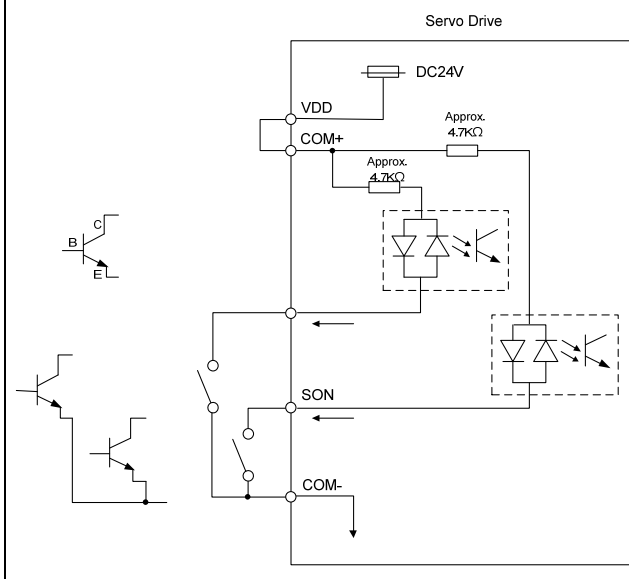 Servo Drive
DC24V
VDD
Approx.
4.7KΩ
COM+
Approx.
4.7KΩ
C
B
E
SON
COM-